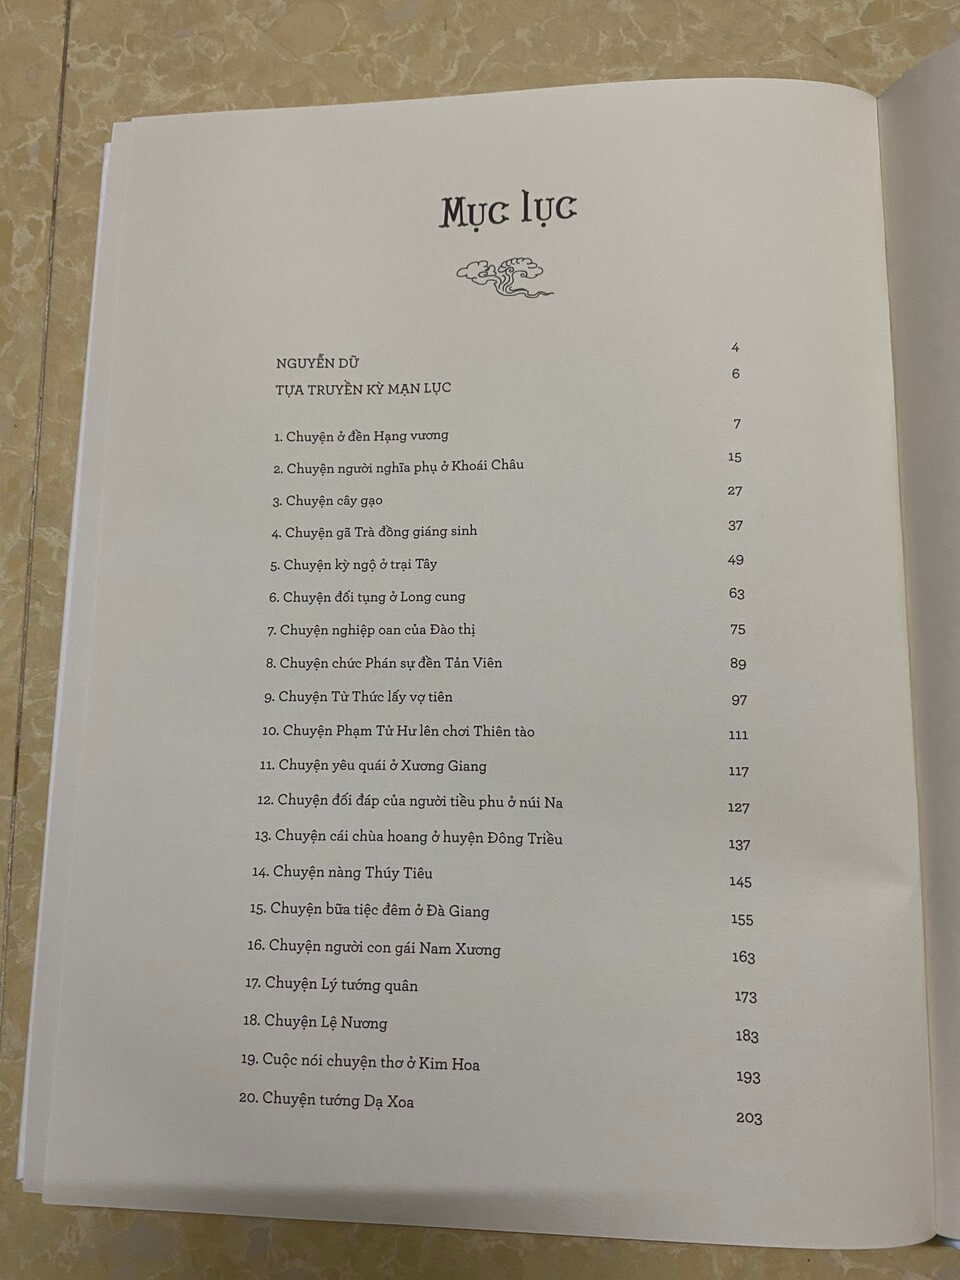 Mục lục
NGUYỄN DỮ 4
TỰA TRUYỀN KỲ MẠN LỤC 6
1. Chuyện ở đền Hạng vương 7
2. Chuyện người nghĩa phụ ở Khoái Châu 15
3. Chuyện cây gạo 27
4. Chuyện gã Trà đồng giáng sinh 37
5. Chuyện kỳ ngộ ở trại Tây 49
6. Chuyện đối tụng ở Long cung 63
7. Chuyện nghiệp oan của Đào thị 75
8. Chuyện chức Phán sự đền Tản Viên 89
9. Chuyện Từ Thức lấy vợ tiên 97
10. Chuyện Phạm Tử Hư lên chơi Thiên tào 111
11. Chuyện yêu quái ở Xương Giang 117
12. Chuyện đối đáp của người tiều phu ở núi Na 127
13. Chuyện cái chùa hoang ở huyện Đông Triều 137
14. Chuyện nàng Thúy Tiêu 145
15. Chuyện bữa tiệc đêm ở Đà Giang 155
16. Chuyện người con gái Nam Xương 163
17. Chuyện Lý tướng quân 173
18. Chuyện Lệ Nương 183
19. Cuộc nói chuyện thơ ở Kim Hoa 193
20. Chuyện tướng Dạ Xoa 203